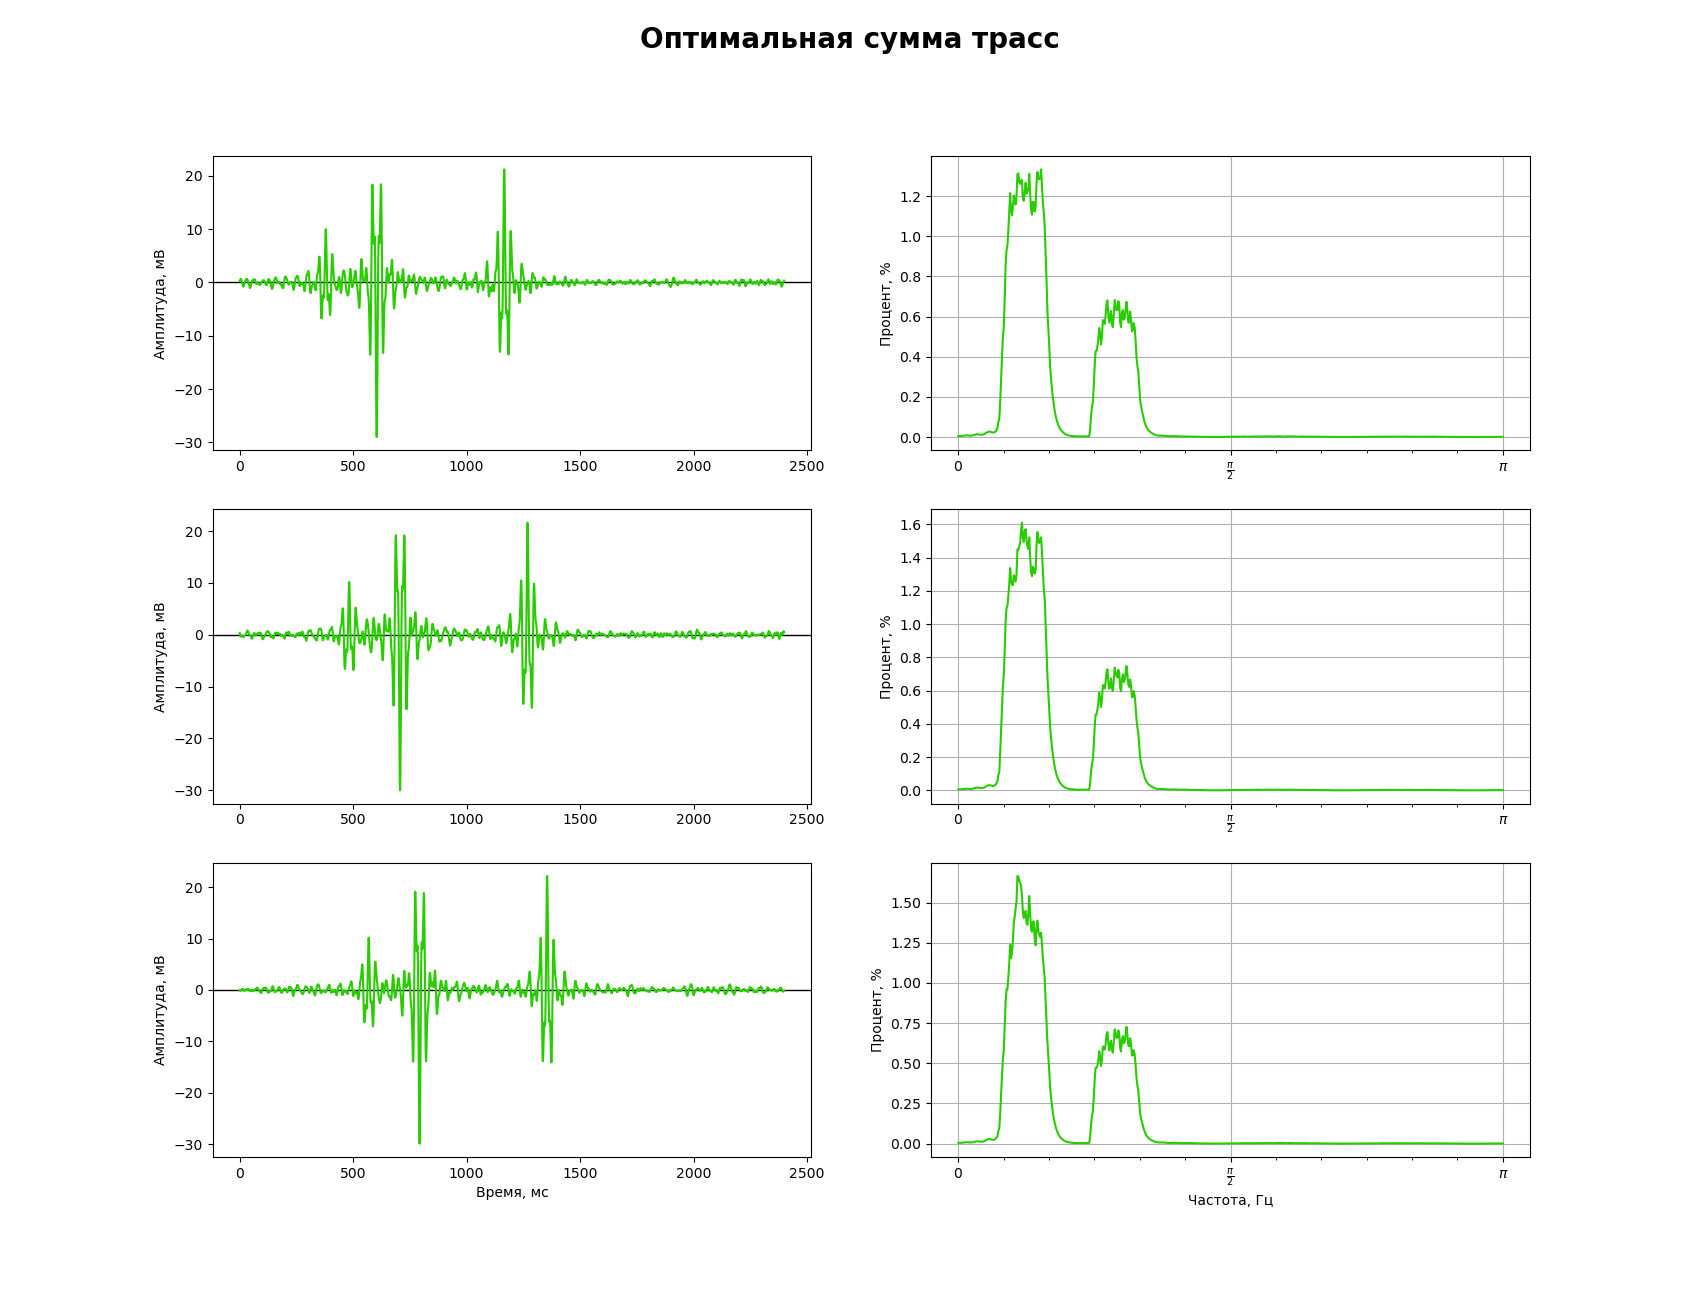 Оптимальная сумма трасс
Амплитуда, мВ
20
10
0
−10
−20
−30
0 500 1000 1500 2000 2500
Процент, %
1.2
1.0
0.8
0.6
0.4
0.2
0.0
0 π/2 π
Амплитуда, мВ
20
10
0
−10
−20
−30
0 500 1000 1500 2000 2500
Процент, %
1.6
1.4
1.2
1.0
0.8
0.6
0.4
0.2
0.0
0 π/2 π
Амплитуда, мВ
20
10
0
−10
−20
−30
0 500 1000 1500 2000 2500
Время, мс
Процент, %
1.50
1.25
1.00
0.75
0.50
0.25
0.00
0 π/2 π
Частота, Гц